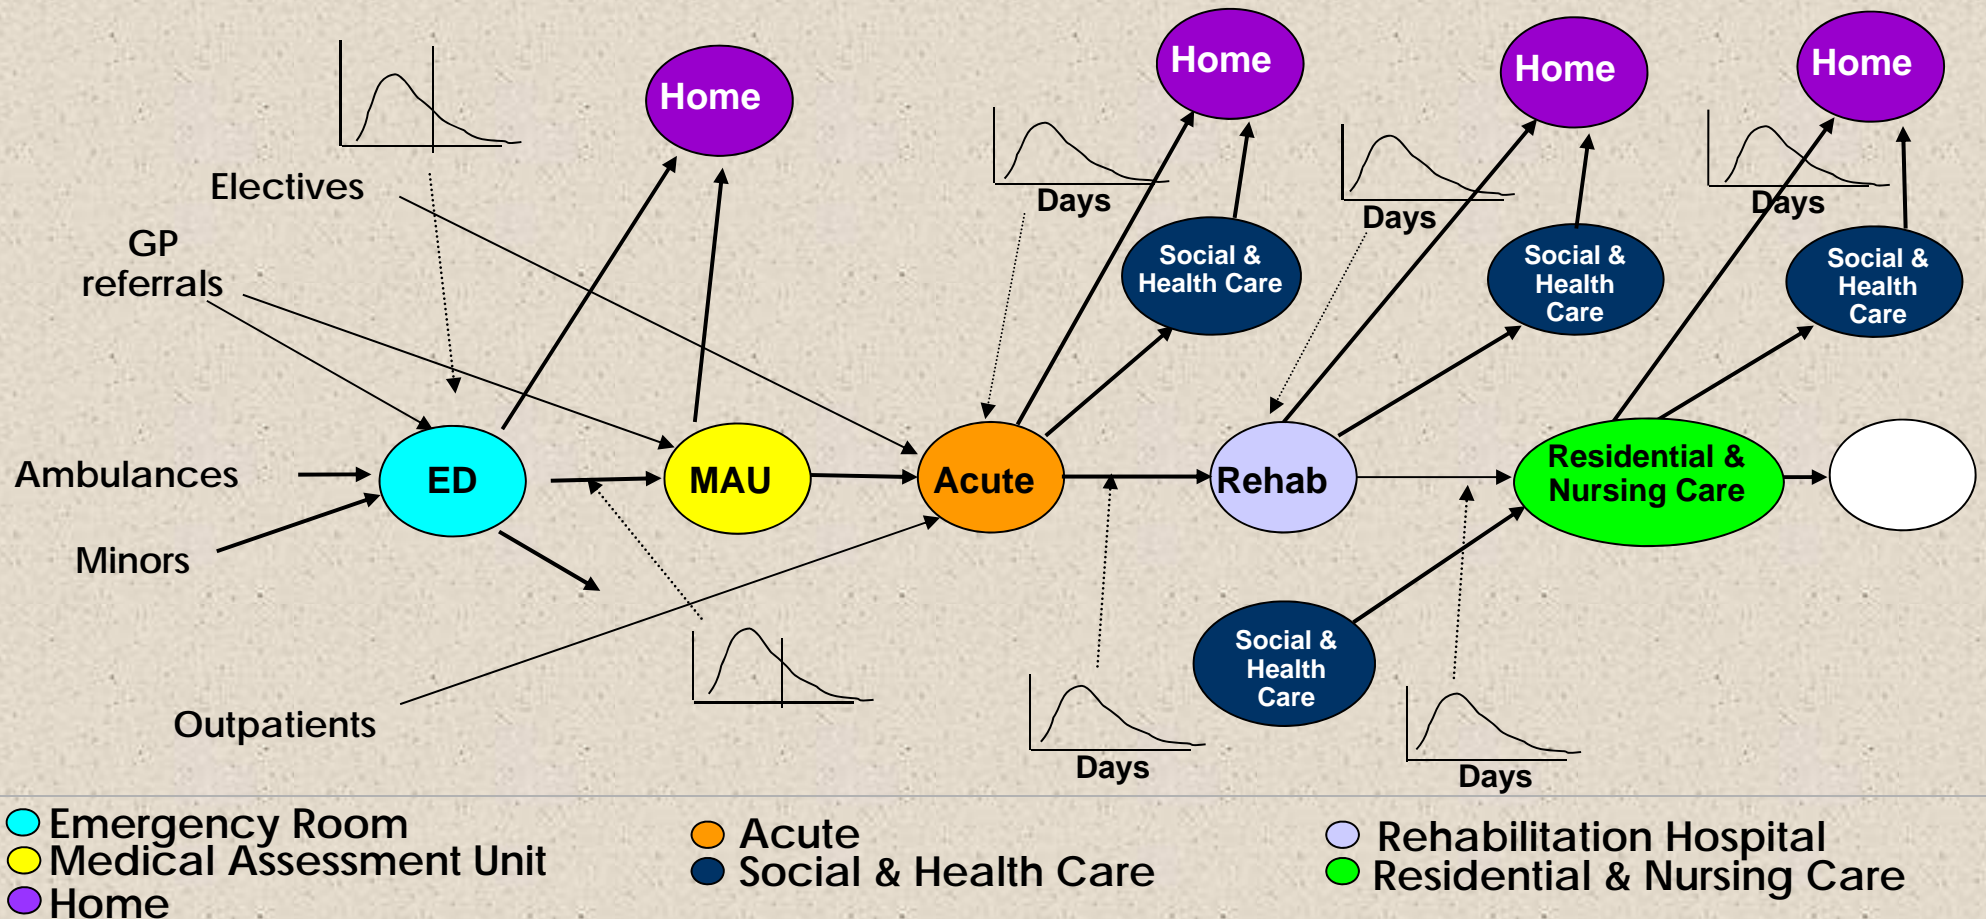 Home
Home
Home
Home
Electives
GP
referrals
Days
Days
Days
Social &
Health Care
Social &
Health
Care
Social &
Health
Care
Ambulances
ED
MAU
Acute
Rehab
Residential &
Nursing Care
Minors
Outpatients
Social &
Health
Care
Days
Days
Emergency Room
Medical Assessment Unit
Home
Acute
Social & Health Care
Rehabilitation Hospital
Residential & Nursing Care